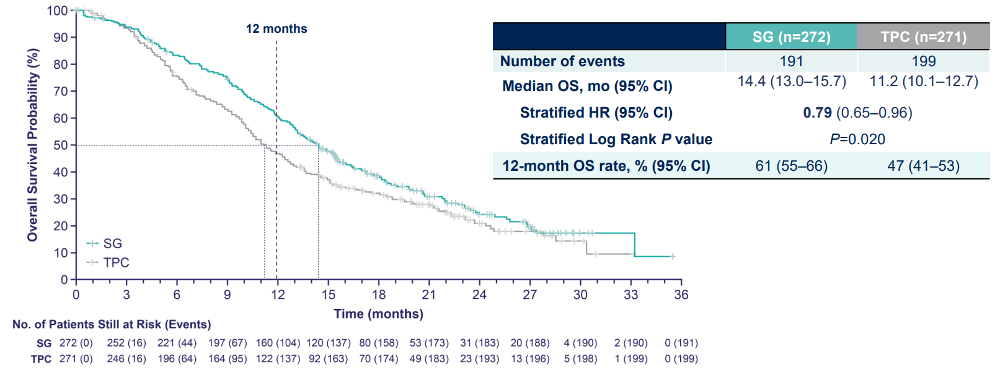 100
90
80
70
60
50
40
30
20
10
0
Overall Survival Probability (%)
12 months
SG
TPC
0 3 6 9 12 15 18 21 24 27 30 33 36
Time (months)
SG (n=272) TPC (n=271)
Number of events 191 199
Median OS, mo (95% CI) 14.4 (13.0–15.7) 11.2 (10.1–12.7)
Stratified HR (95% CI) 0.79 (0.65–0.96)
Stratified Log Rank P value P=0.020
12-month OS rate, % (95% CI) 61 (55–66) 47 (41–53)
No. of Patients Still at Risk (Events)
SG 272 (0) 252 (16) 221 (44) 197 (67) 160 (104) 120 (137) 80 (158) 53 (173) 31 (183) 20 (188) 4 (190) 2 (190) 0 (191)
TPC 271 (0) 246 (16) 196 (64) 164 (95) 122 (137) 92 (163) 70 (174) 49 (183) 23 (193) 13 (196) 5 (198) 1 (199) 0 (199)